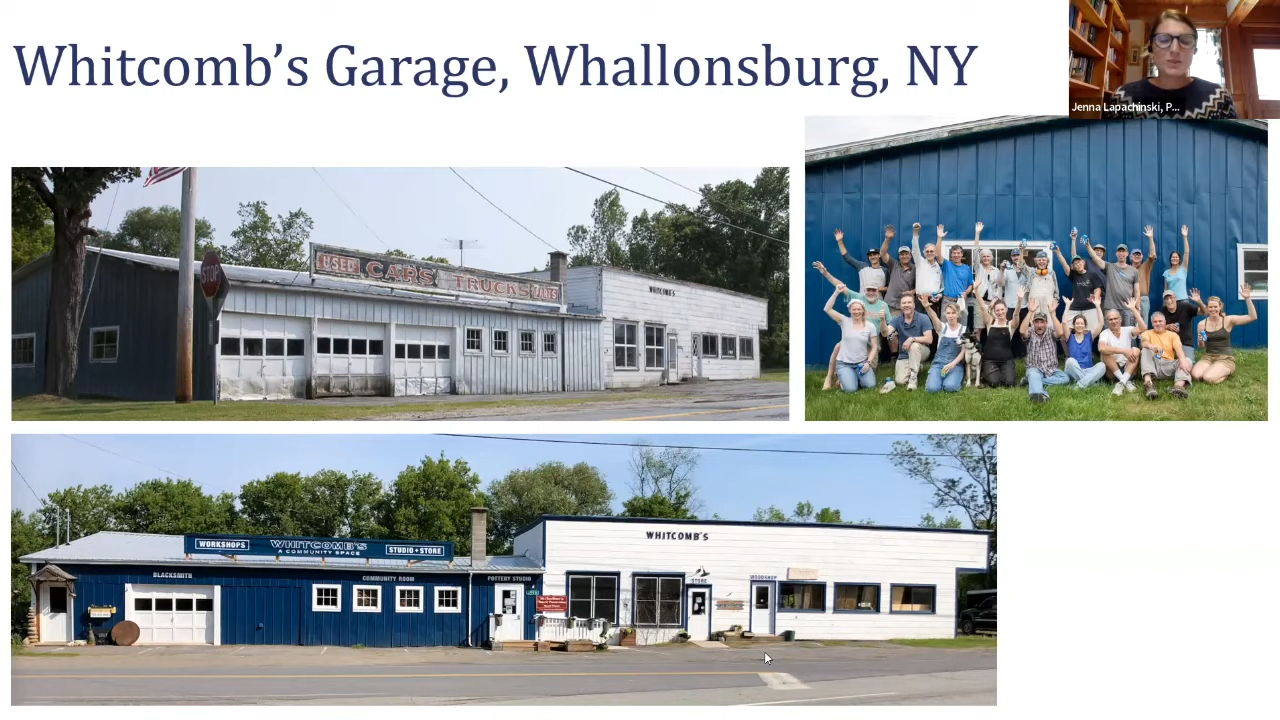 Whitcomb's Garage, Whallonsburg, NY
Jenna Lapachinski, P...
STOP
USED CARS TRUCKS PARTS
WHITCOMB'S
WORKSHOPS WHITCOMB'S STUDIO + STORE
A COMMUNITY SPACE
WHITCOMB'S
BLACKSMITH COMMUNITY ROOM POTTERY STUDIO STORE WOODSHOP